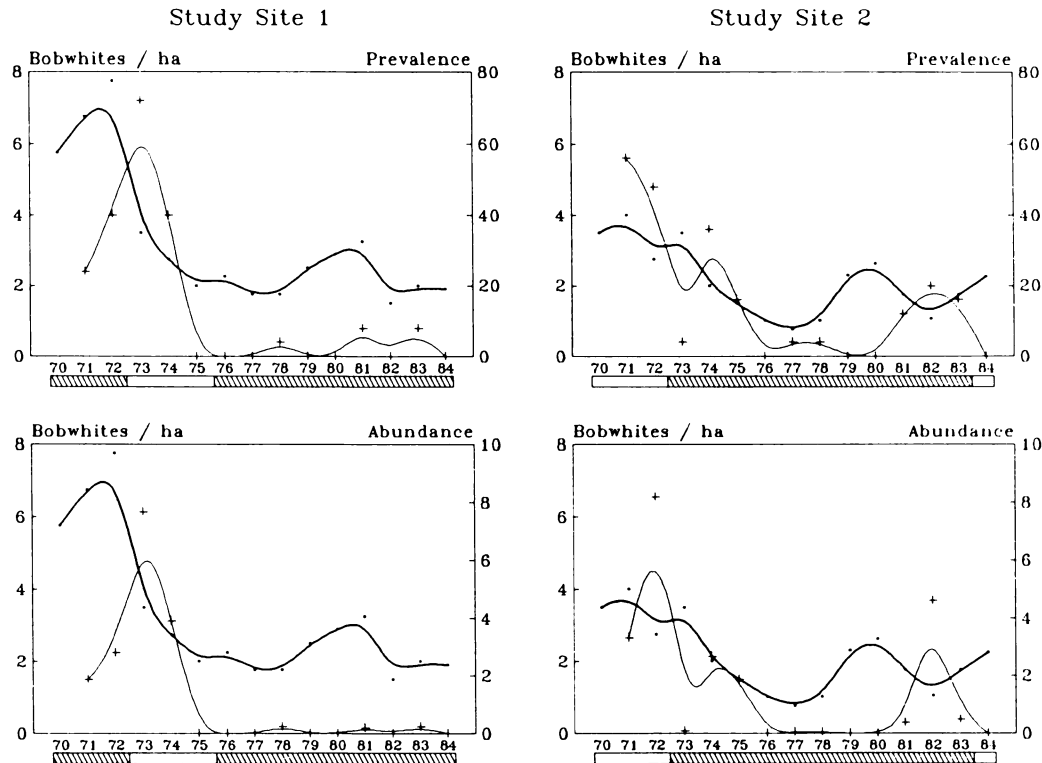 Study Site 1 Study Site 2
Bobwhites / ha Prevalence Bobwhites / ha Prevalence
8 80 8 80
6 60 6 60
4 40 4 40
2 20 2 20
0 0 0 0
70 71 72 73 74 75 76 77 78 79 80 81 82 83 84 70 71 72 73 74 75 76 77 78 79 80 81 82 83 84
Bobwhites / ha Abundance Bobwhites / ha Abundance
8 10 8 10
8 8
6 6
6 6
4 4
4 4
2 2
2 2
0 0 0 0
70 71 72 73 74 75 76 77 78 79 80 81 82 83 84 70 71 72 73 74 75 76 77 78 79 80 81 82 83 84